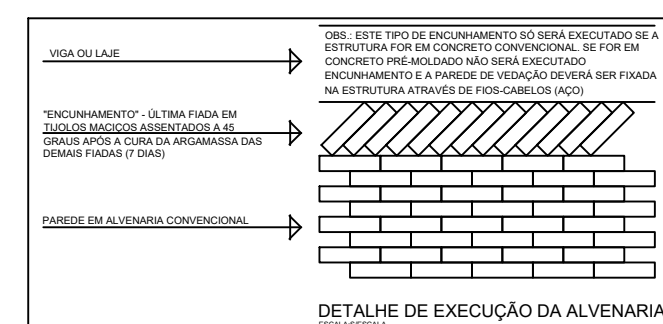 OBS.: ESTE TIPO DE ENCUNHAMENTO SÓ SERÁ EXECUTADO SE A
ESTRUTURA FOR EM CONCRETO CONVENCIONAL. SE FOR EM
CONCRETO PRÉ-MOLDADO NÃO SERÁ EXECUTADO
ENCUNHAMENTO E A PAREDE DE VEDAÇÃO DEVERÁ SER FIXADA
NA ESTRUTURA ATRAVÉS DE FIOS-CABELOS (AÇO)
VIGA OU LAJE
"ENCUNHAMENTO" - ÚLTIMA FIADA EM
TIJOLOS MACIÇOS ASSENTADOS A 45
GRAUS APÓS A CURA DA ARGAMASSA DAS
DEMAIS FIADAS (7 DIAS)
PAREDE EM ALVENARIA CONVENCIONAL
DETALHE DE EXECUÇÃO DA ALVENARIA